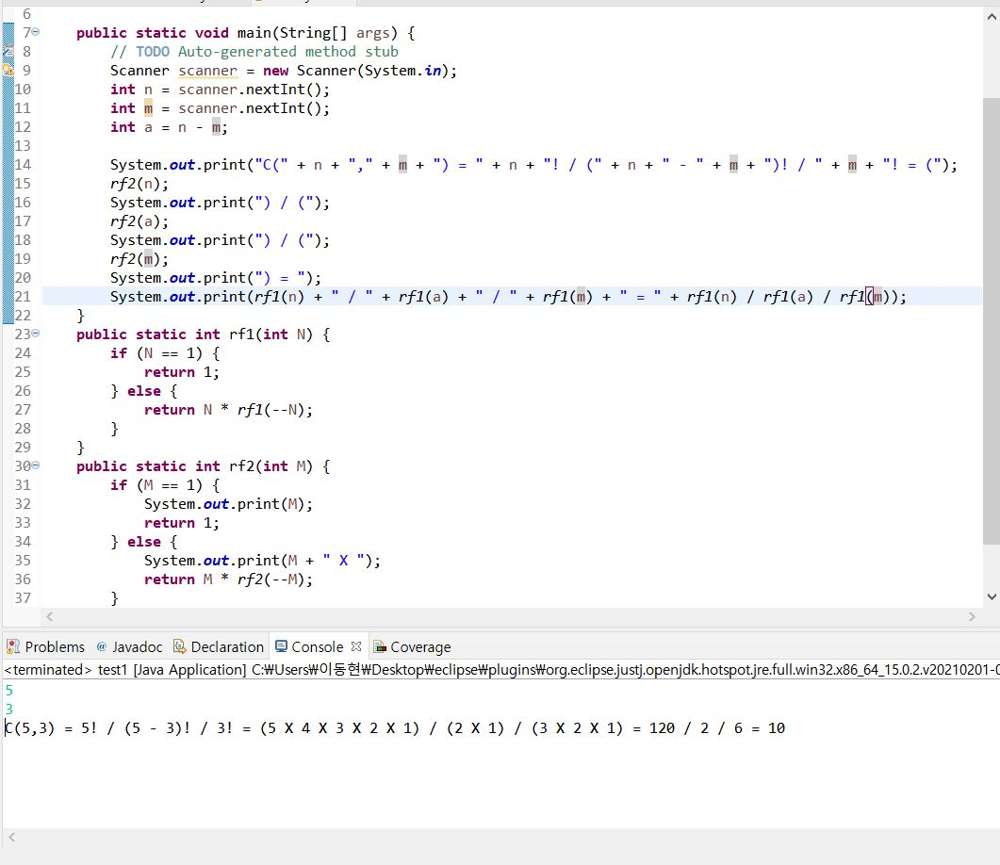 6
7 public static void main(String[] args) {
8 // TODO Auto-generated method stub
9 Scanner scanner = new Scanner(System.in);
10 int n = scanner.nextInt();
11 int m = scanner.nextInt();
12 int a = n - m;
13
14 System.out.print("C(" + n + "," + m + ") = " + n + "! / (" + n + " - " + m + ")! / " + m + "! = (");
15 rf2(n);
16 System.out.print(") / (");
17 rf2(a);
18 System.out.print(") / (");
19 rf2(m);
20 System.out.print(") = ");
21 System.out.print(rf1(n) + " / " + rf1(a) + " / " + rf1(m) + " = " + rf1(n) / rf1(a) / rf1(m));
22 }
23 public static int rf1(int N) {
24 if (N == 1) {
25 return 1;
26 } else {
27 return N * rf1(--N);
28 }
29 }
30 public static int rf2(int M) {
31 if (M == 1) {
32 System.out.print(M);
33 return 1;
34 } else {
35 System.out.print(M + " X ");
36 return M * rf2(--M);
37 }
Problems @ Javadoc Declaration Console Coverage
<terminated> test1 [Java Application] C:₩Users₩이동현₩Desktop₩eclipse₩plugins₩org.eclipse.justj.openjdk.hotspot.jre.full.win32.x86_64_15.0.2.v20210201-0
5
3
C(5,3) = 5! / (5 - 3)! / 3! = (5 X 4 X 3 X 2 X 1) / (2 X 1) / (3 X 2 X 1) = 120 / 2 / 6 = 10